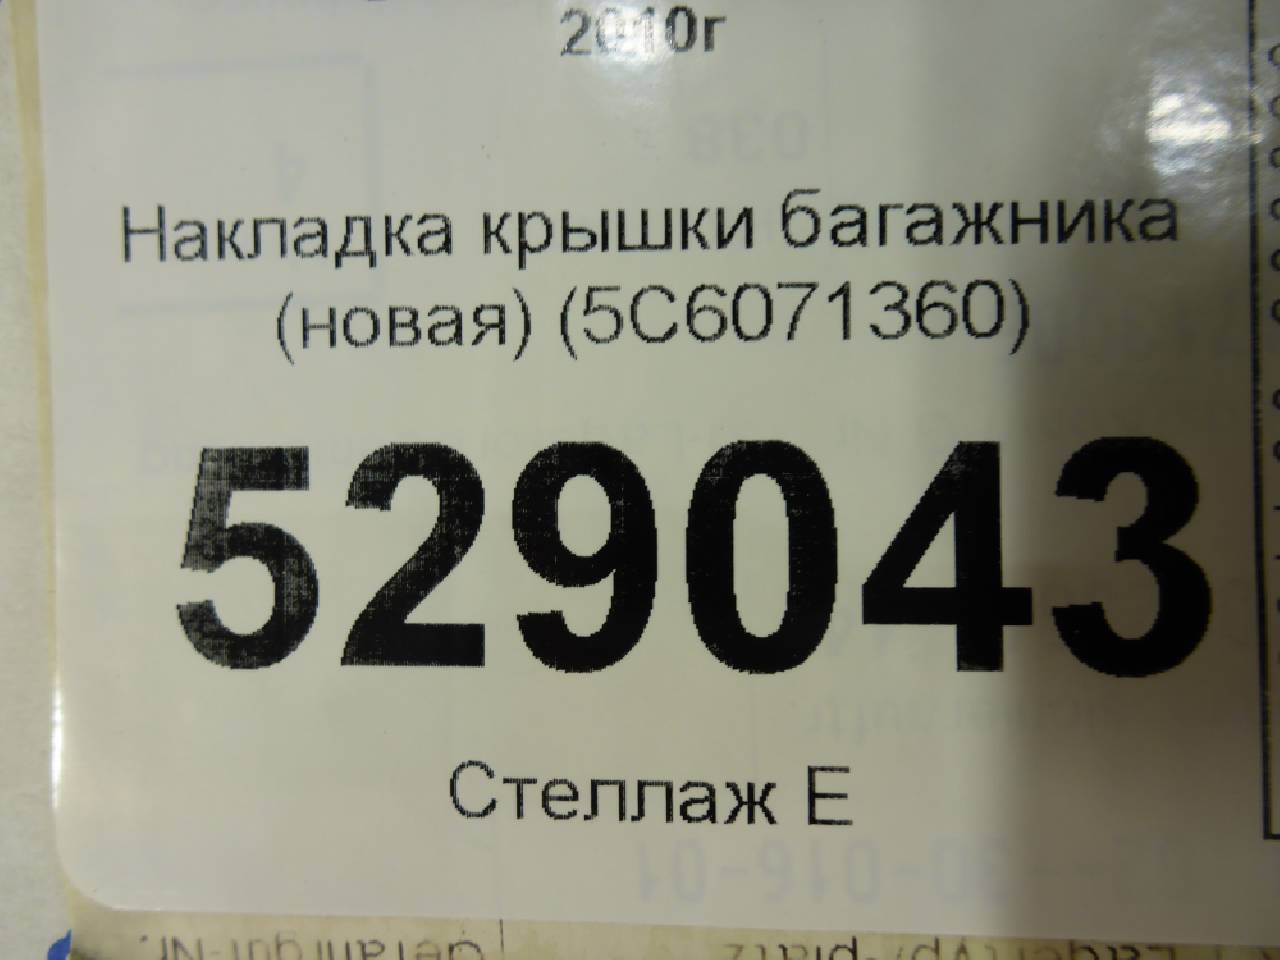 2010г
Накладка крышки багажника
(новая) (5C6071360)
529043
Стеллаж E